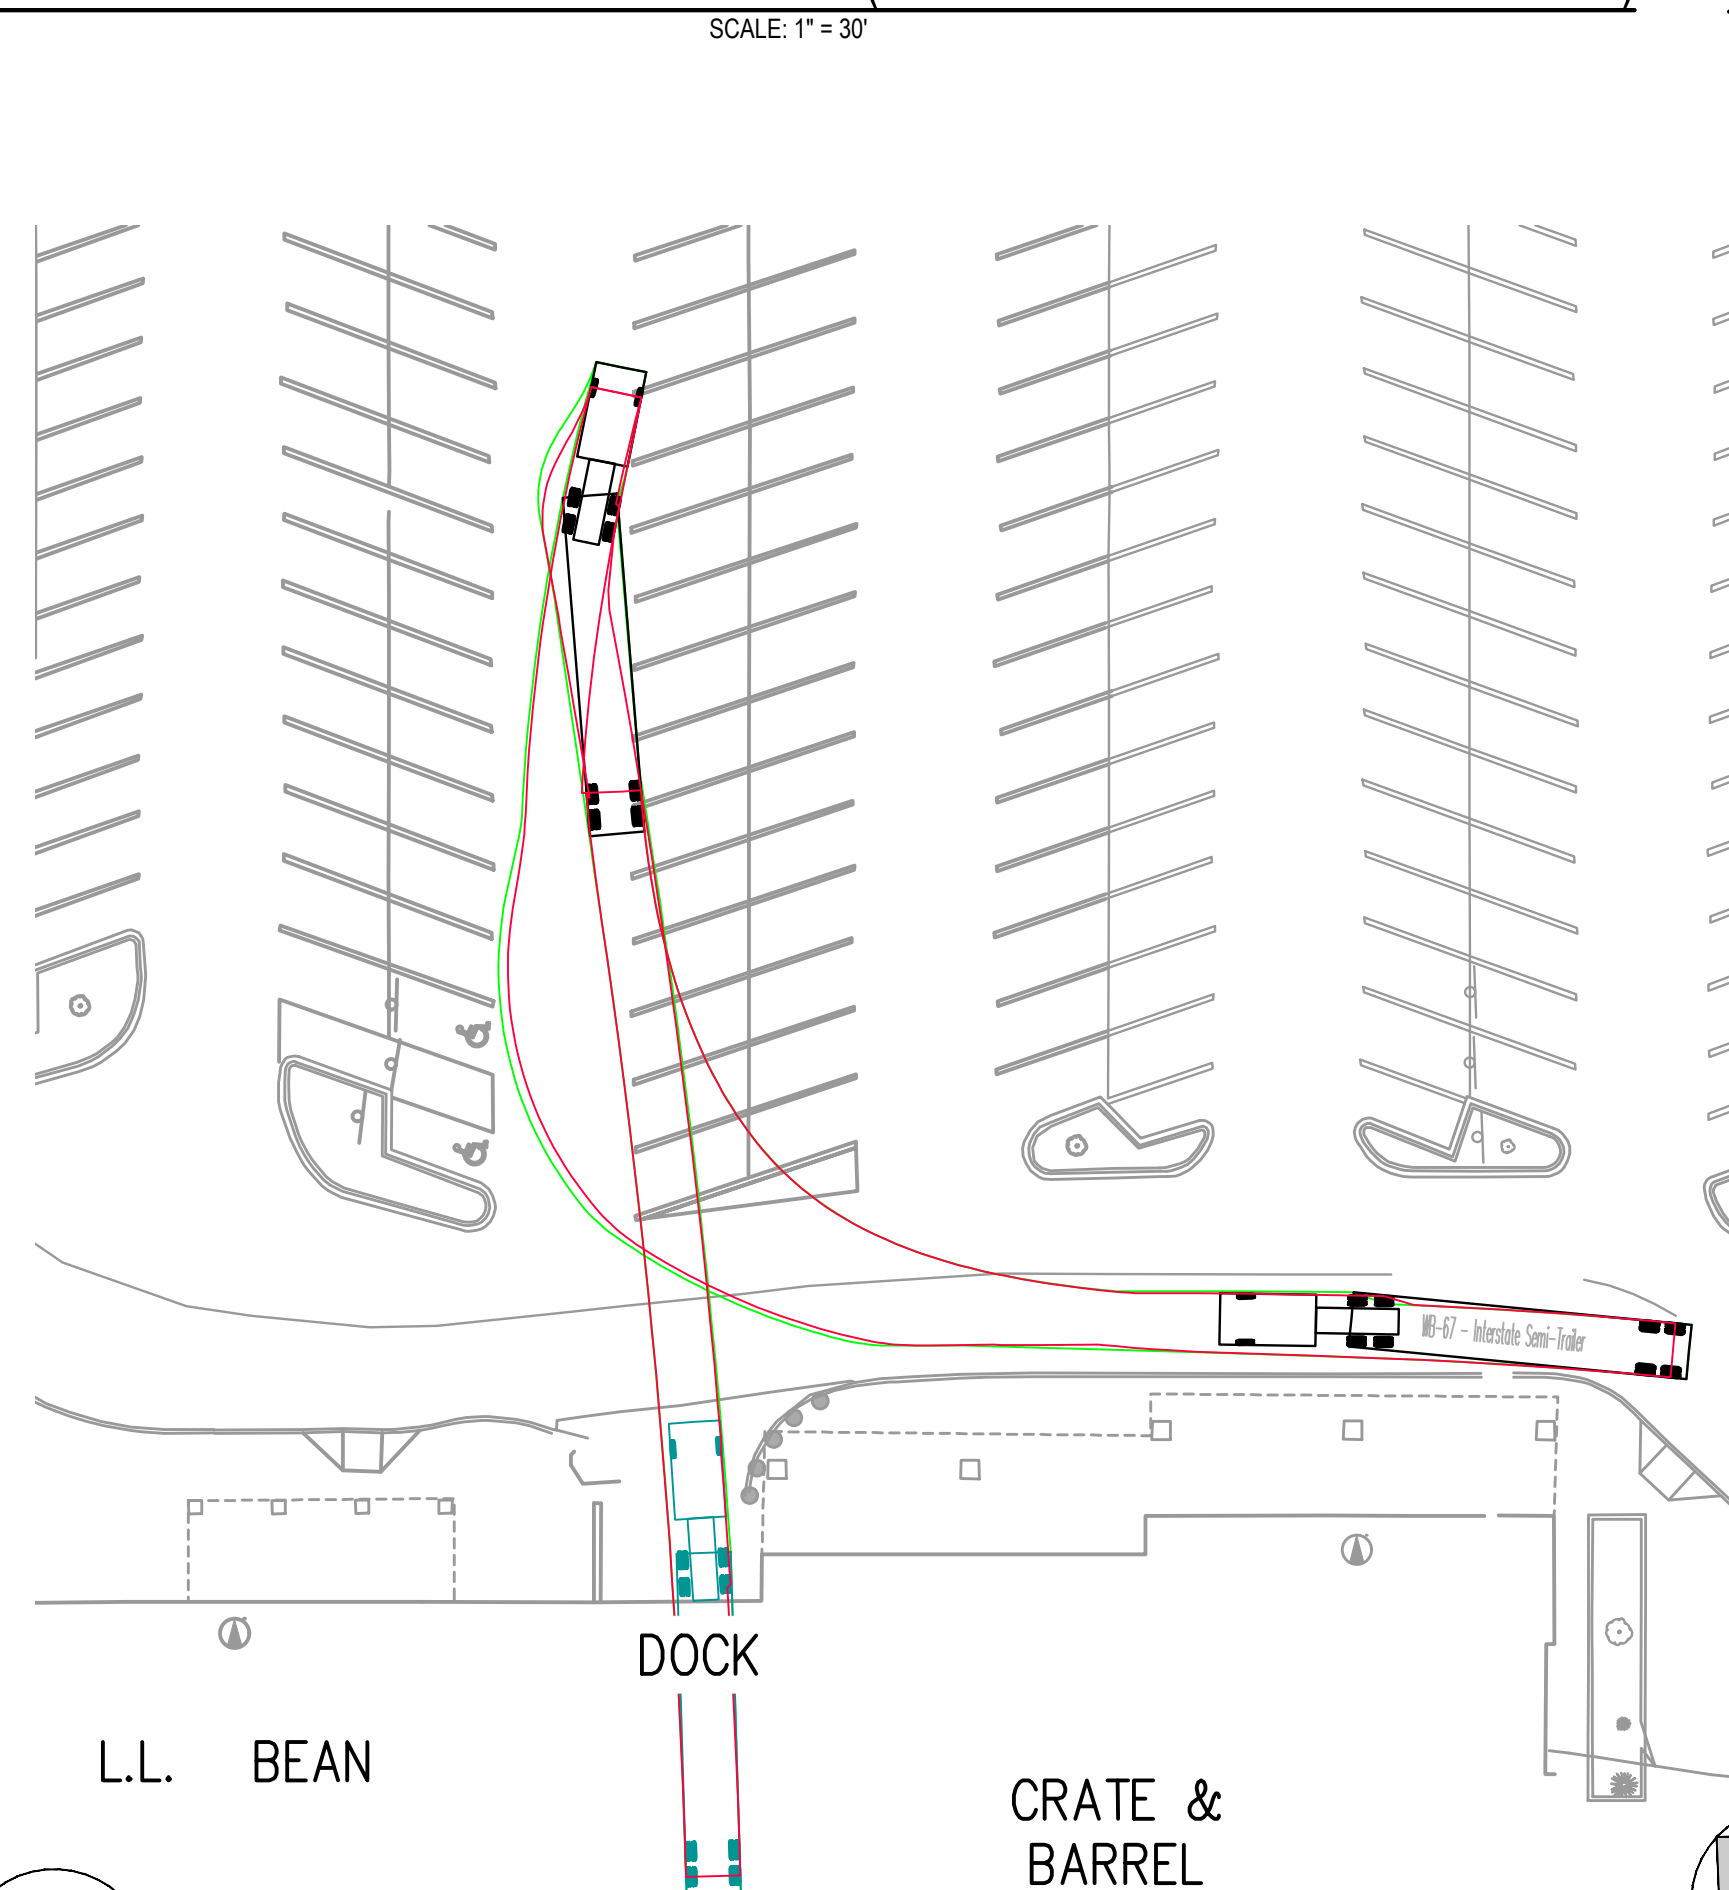 SCALE: 1" = 30'
WB-67 - Interstate Semi-Trailer
DOCK
L.L. BEAN
CRATE &
BARREL